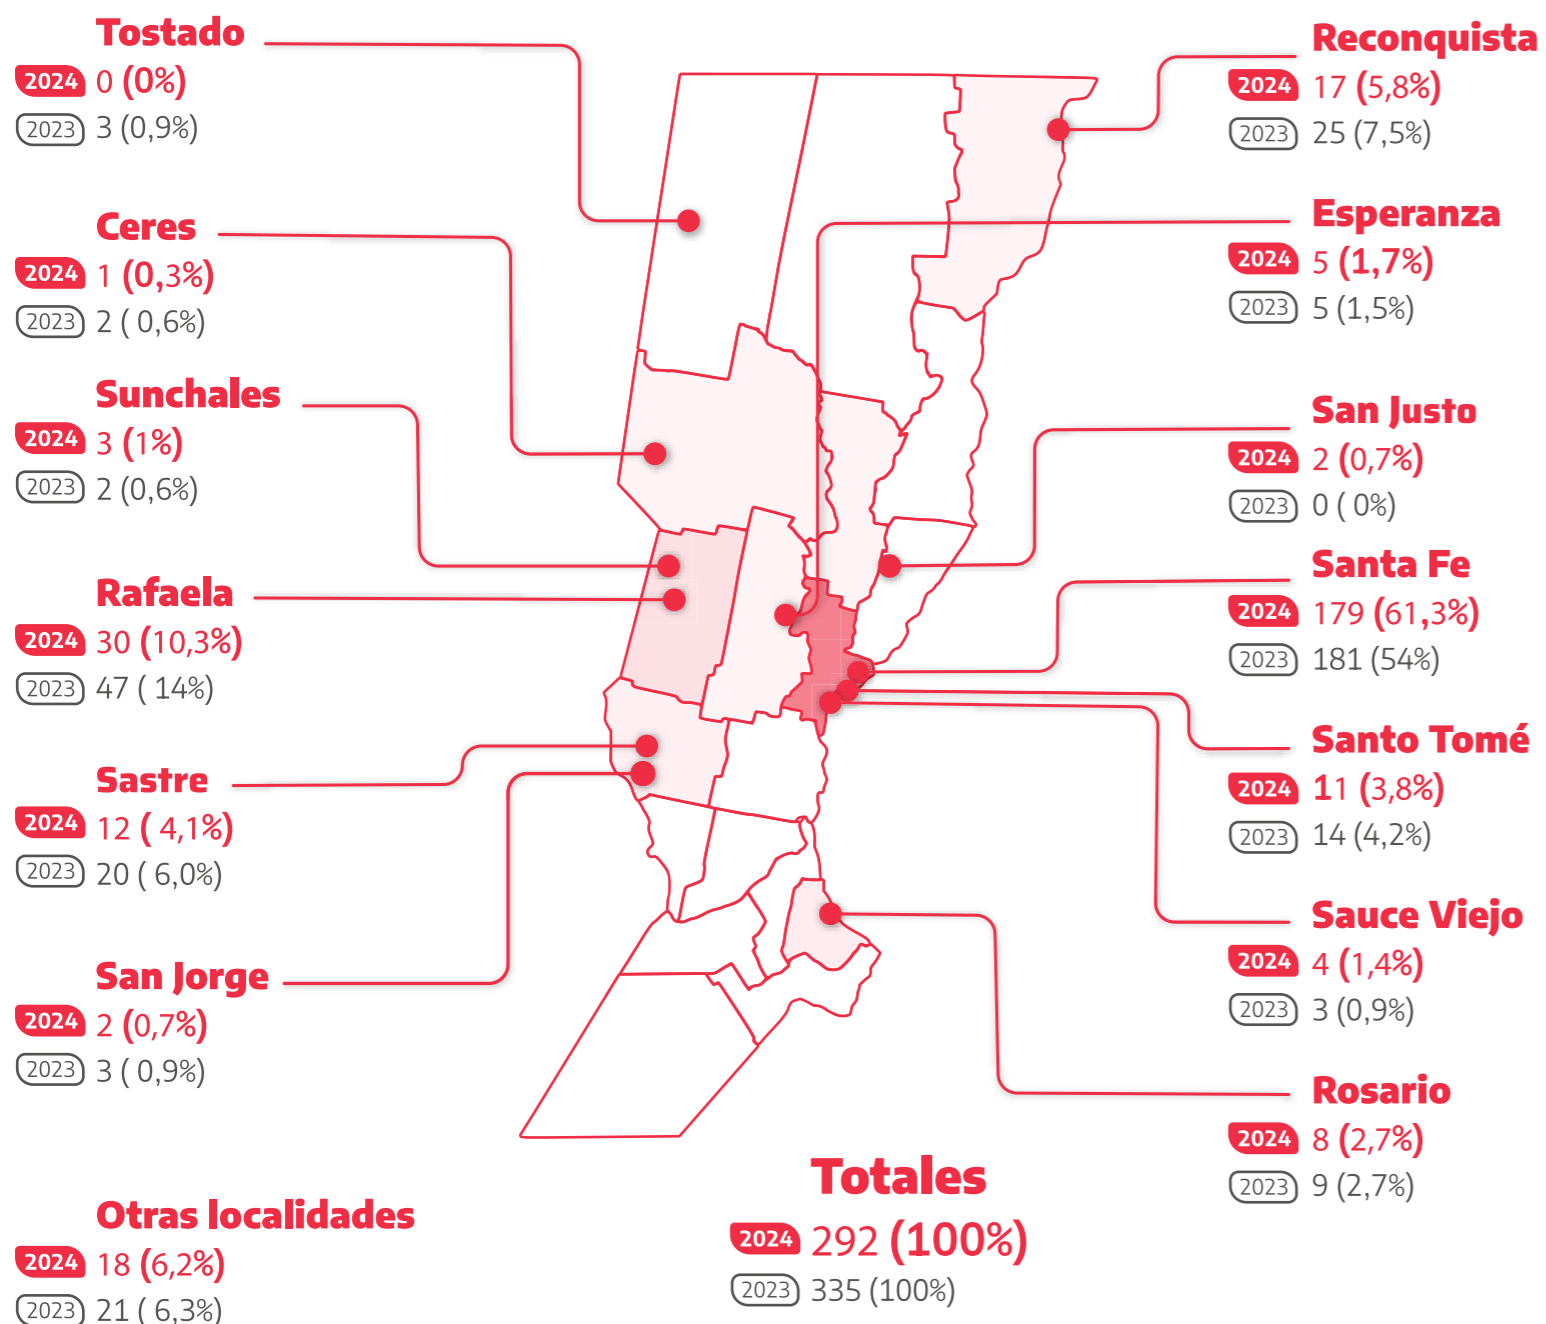 Tostado
2024 0 (0%)
2023 3 (0,9%)
Ceres
2024 1 (0,3%)
2023 2 ( 0,6%)
Sunchales
2024 3 (1%)
2023 2 (0,6%)
Rafaela
2024 30 (10,3%)
2023 47 ( 14%)
Sastre
2024 12 ( 4,1%)
2023 20 ( 6,0%)
San Jorge
2024 2 (0,7%)
2023 3 ( 0,9%)
Otras localidades
2024 18 (6,2%)
2023 21 ( 6,3%)
Totales
2024 292 (100%)
2023 335 (100%)
Reconquista
2024 17 (5,8%)
2023 25 (7,5%)
Esperanza
2024 5 (1,7%)
2023 5 (1,5%)
San Justo
2024 2 (0,7%)
2023 0 ( 0%)
Santa Fe
2024 179 (61,3%)
2023 181 (54%)
Santo Tomé
2024 11 (3,8%)
2023 14 (4,2%)
Sauce Viejo
2024 4 (1,4%)
2023 3 (0,9%)
Rosario
2024 8 (2,7%)
2023 9 (2,7%)